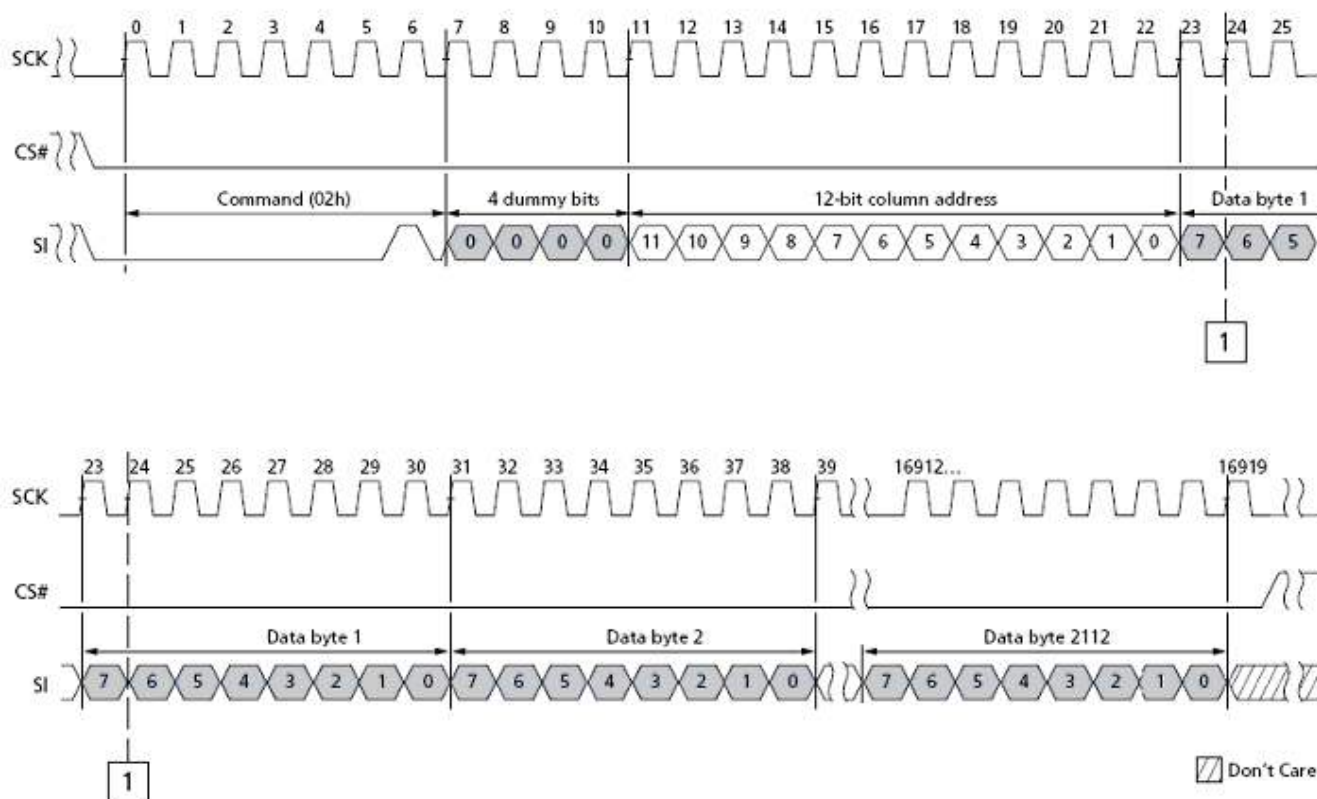 0 1 2 3 4 5 6 7 8 9 10 11 12 13 14 15 16 17 18 19 20 21 22 23 24 25
SCK
CS#
Command (02h) 4 dummy bits 12-bit column address Data byte 1
SI 0 0 0 0 11 10 9 8 7 6 5 4 3 2 1 0 7 6 5
1
23 24 25 26 27 28 29 30 31 32 33 34 35 36 37 38 39 16912... 16919
SCK
CS#
Data byte 1 Data byte 2 Data byte 2112
SI 7 6 5 4 3 2 1 0 7 6 5 4 3 2 1 0 7 6 5 4 3 2 1 0
1
Don't Care